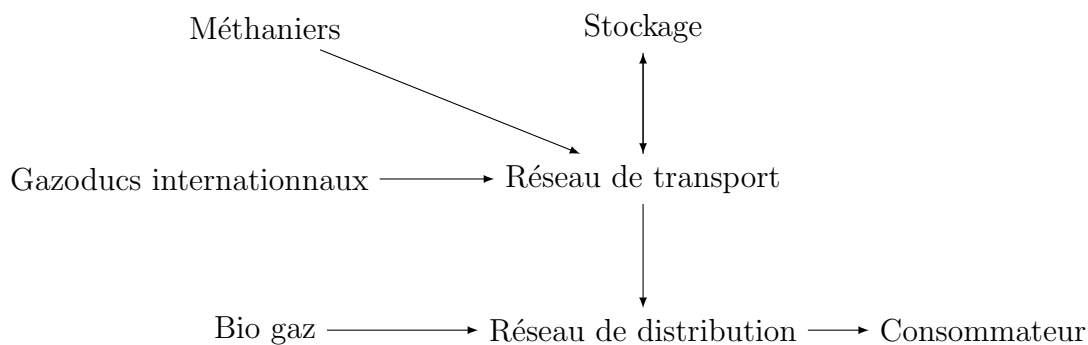 Méthaniers
Stockage
Gazoducs internationnaux
Réseau de transport
Bio gaz
Réseau de distribution
Consommateur